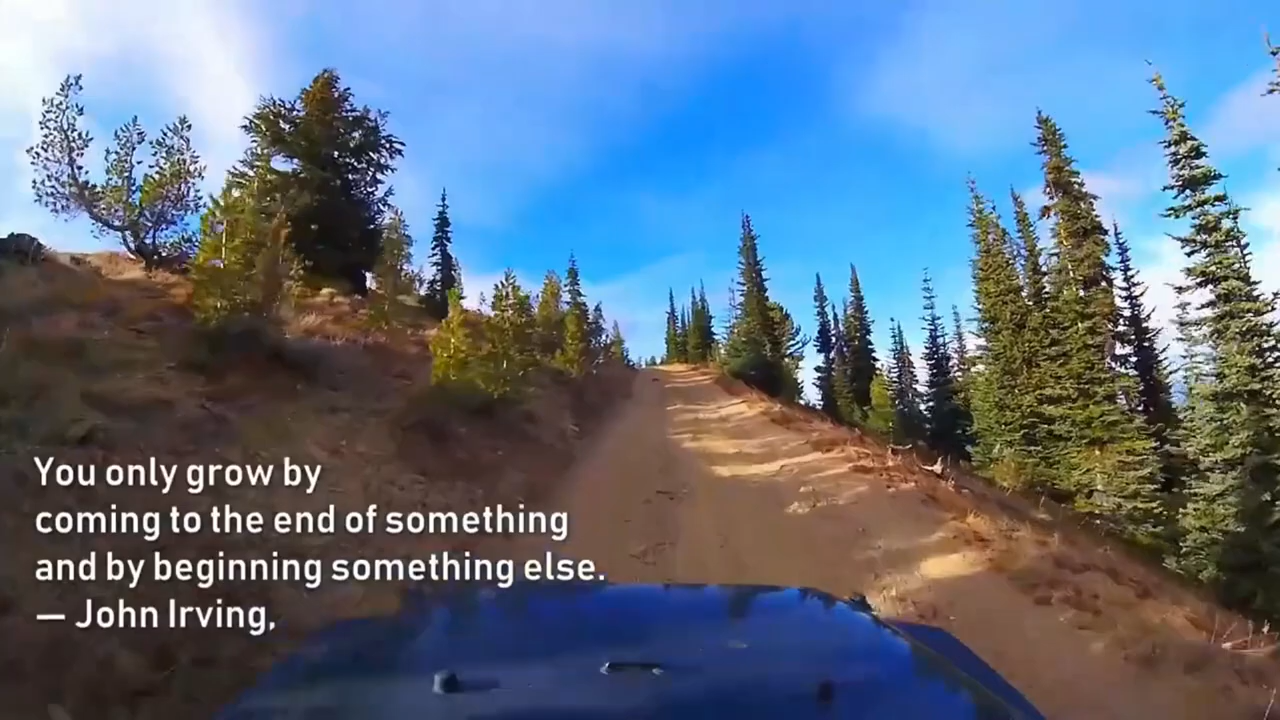 You only grow by
coming to the end of something
and by beginning something else.
— John Irving,